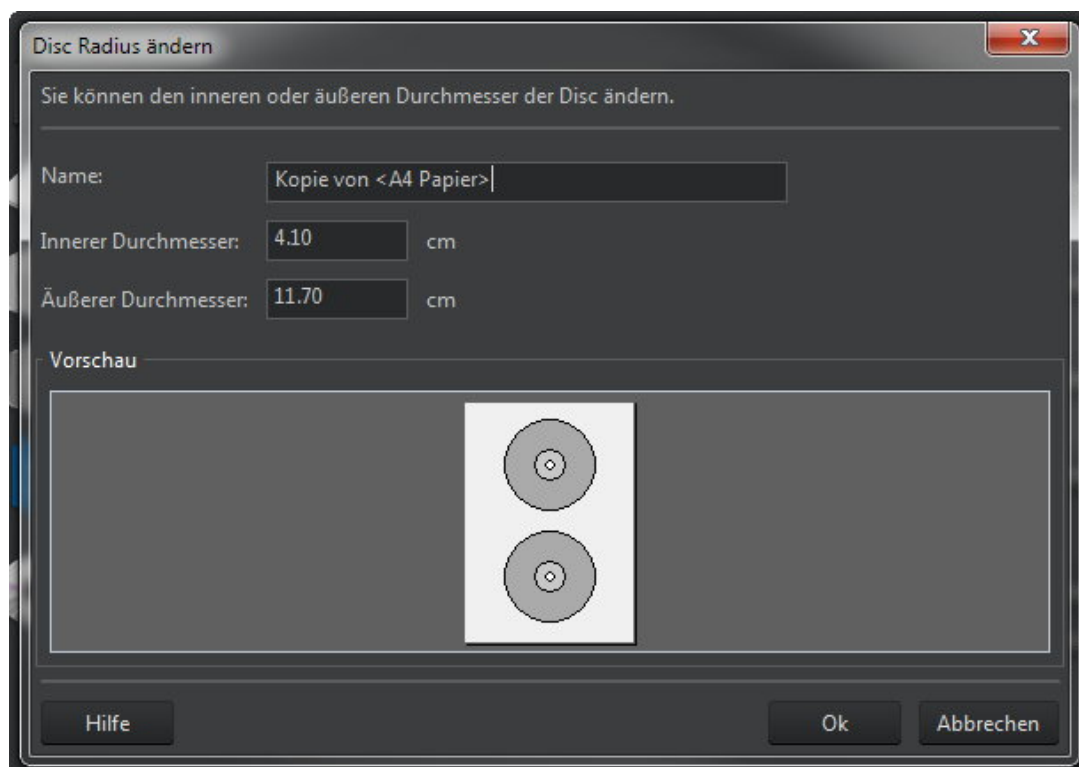 Disc Radius ändern
Sie können den inneren oder äußeren Durchmesser der Disc ändern.
Name: Kopie von <A4 Papier>
Innerer Durchmesser: 4.10 cm
Äußerer Durchmesser: 11.70 cm
Vorschau
Hilfe Ok Abbrechen